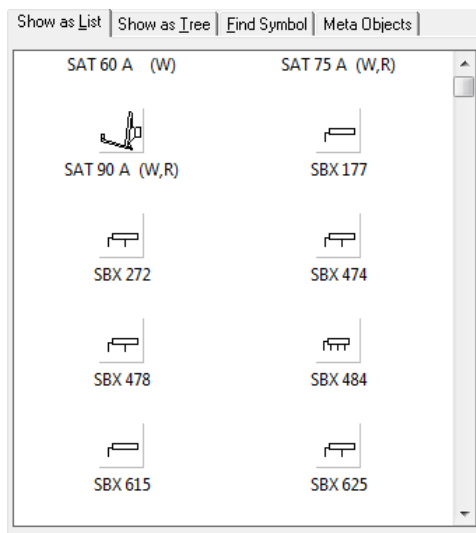 Show as List Show as Tree Find Symbol Meta Objects
SAT 60 A (W) SAT 75 A (W,R)
SAT 90 A (W,R) SBX 177
SBX 272 SBX 474
SBX 478 SBX 484
SBX 615 SBX 625